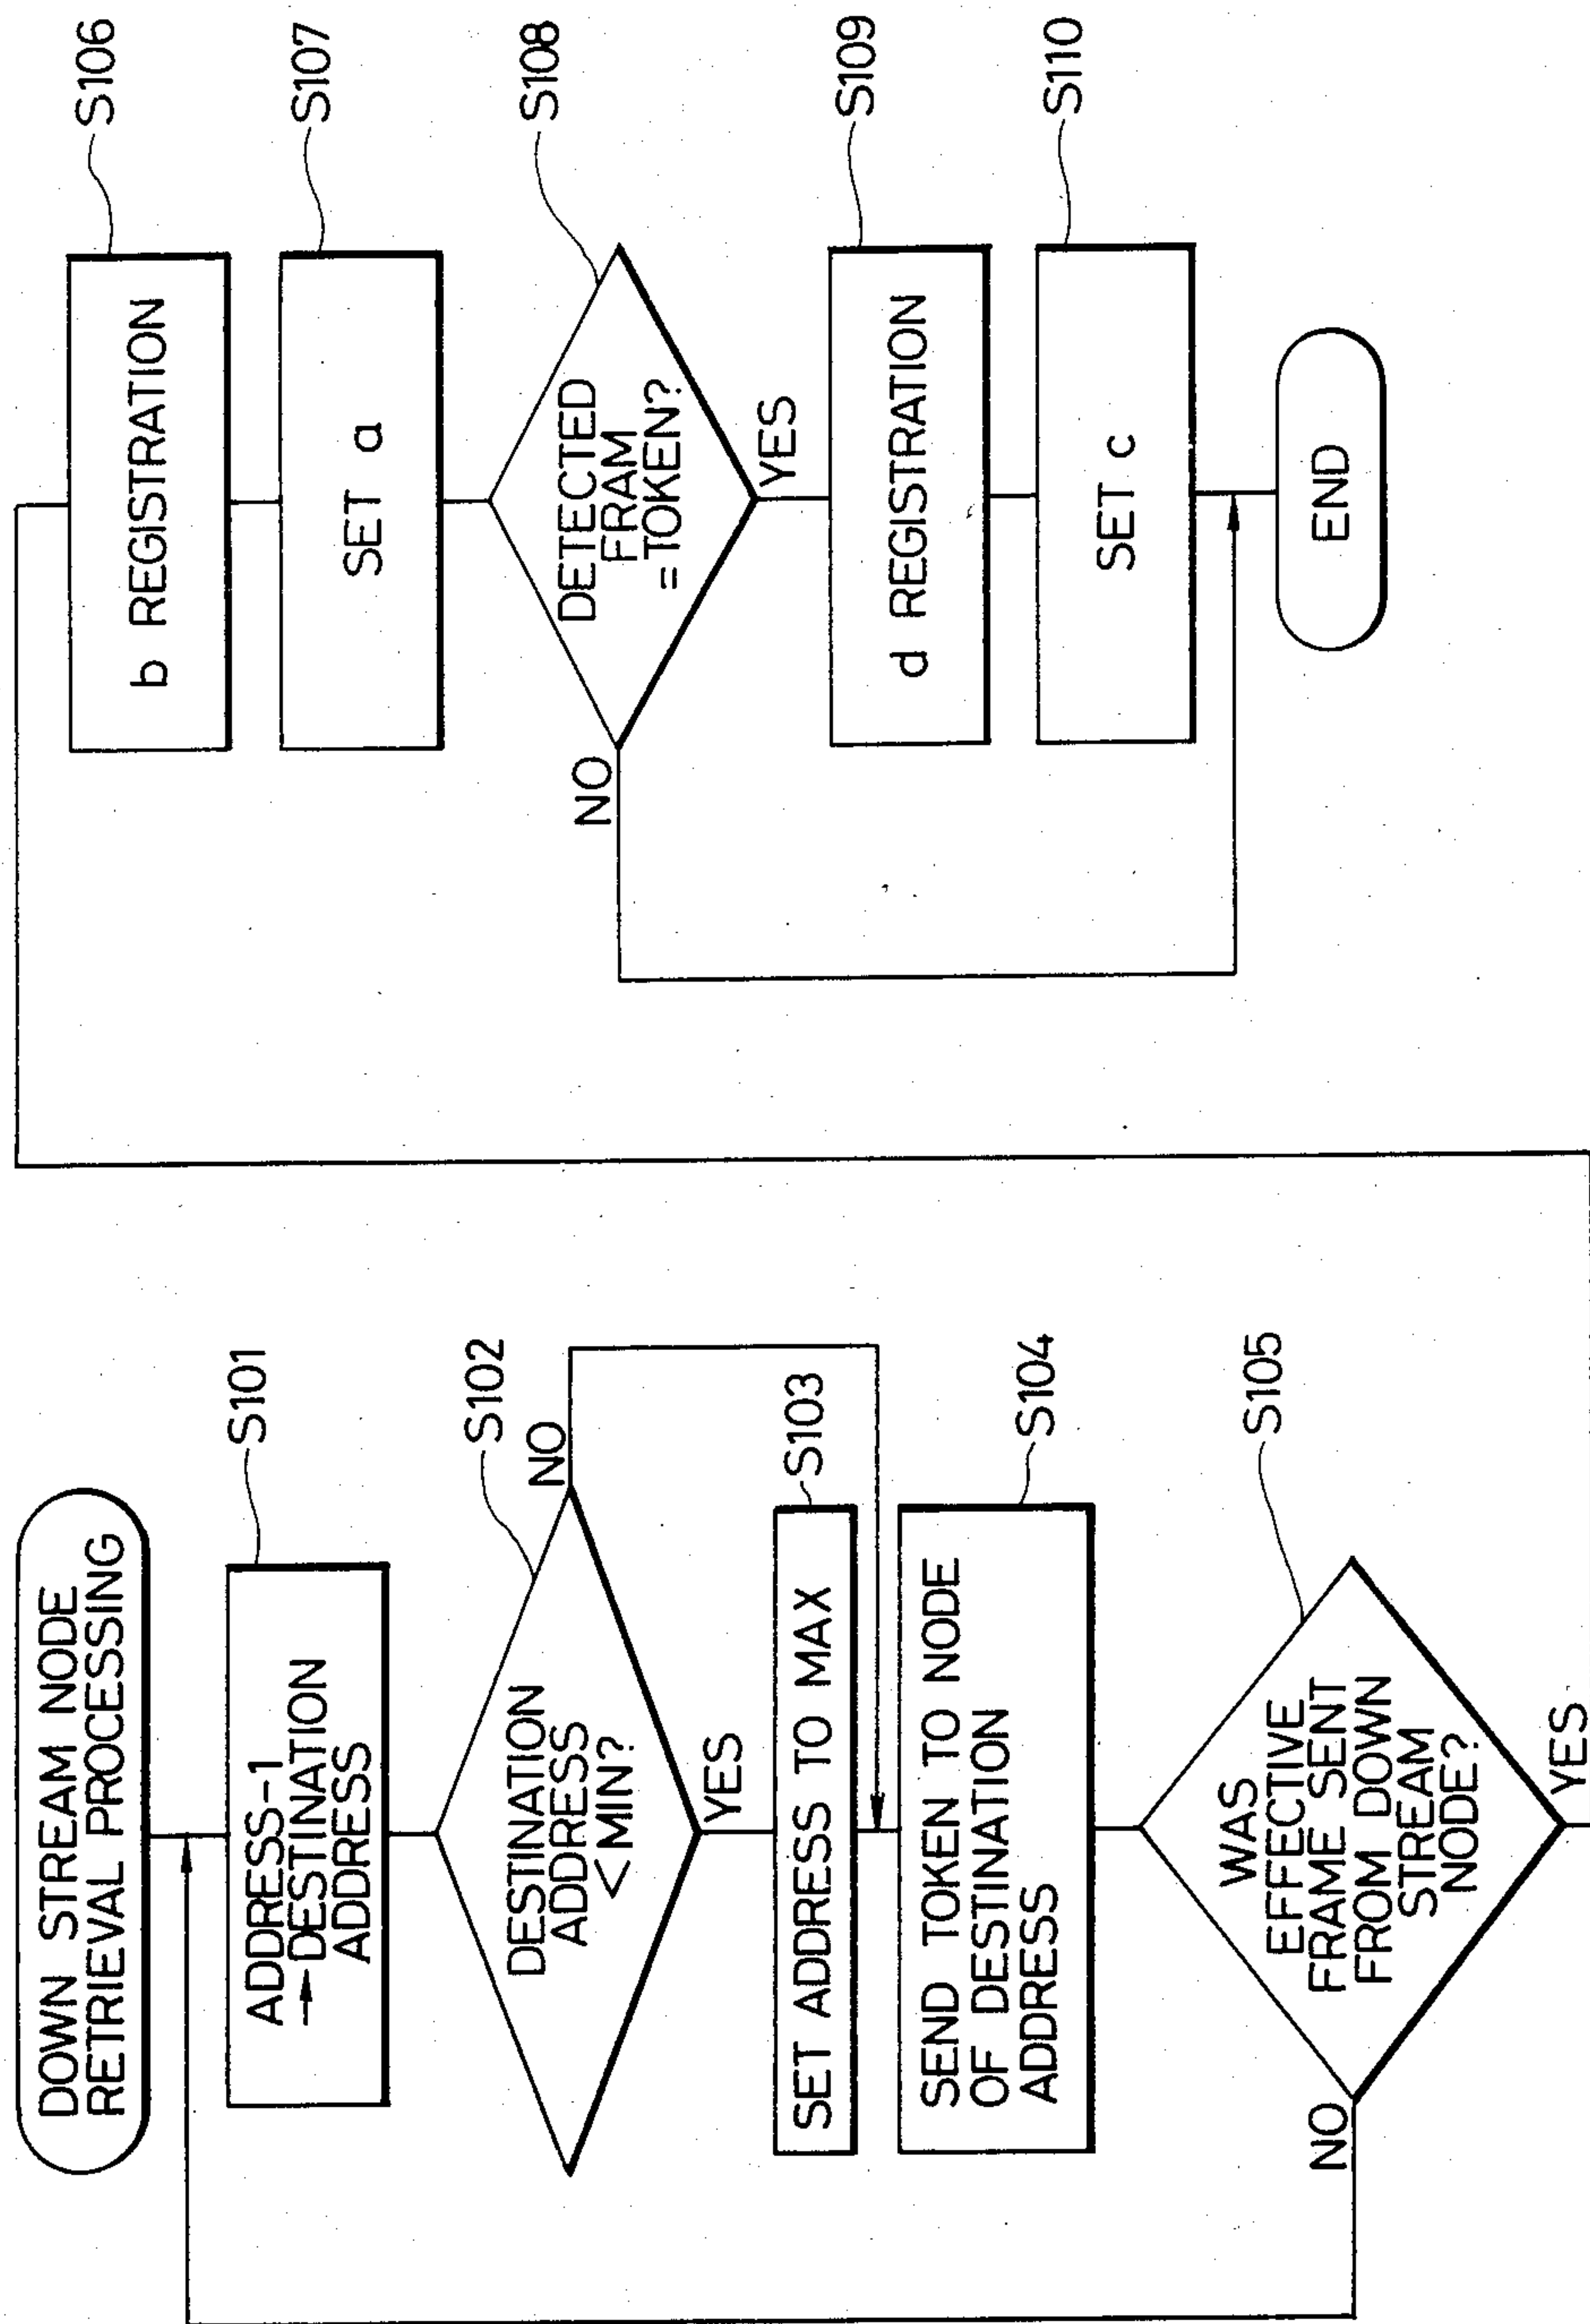 DOWN STREAM NODE
RETRIEVAL PROCESSING
S101
ADDRESS-1
→DESTINATION
ADDRESS
S102
DESTINATION
ADDRESS
<MIN?
NO
YES
S103
SET ADDRESS TO MAX
S104
SEND TOKEN TO NODE
OF DESTINATION
ADDRESS
S105
WAS
EFFECTIVE
FRAME SENT
FROM DOWN
STREAM
NODE?
NO
YES
S106
b REGISTRATION
S107
SET a
S108
DETECTED
FRAM
=TOKEN?
NO
YES
S109
d REGISTRATION
S110
SET c
END